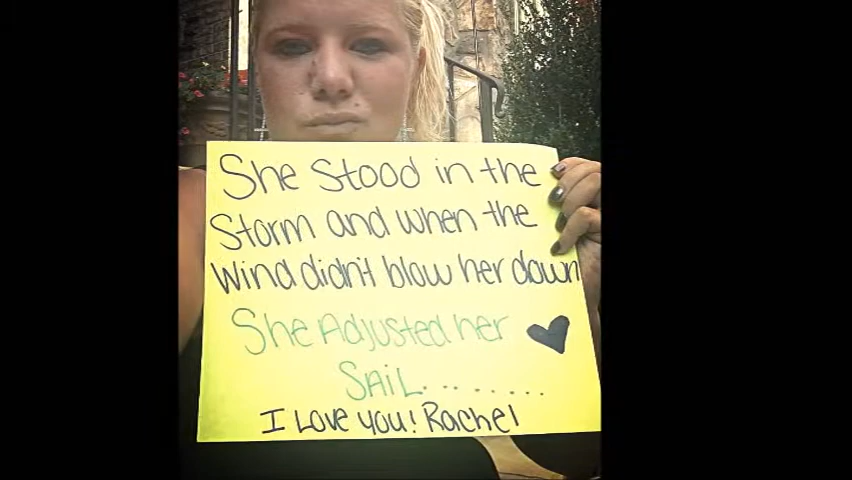 She Stood in the
Storm and when the
Wind didn't blow her down
She Adjusted her
SAiL.........
I Love you! Rachel